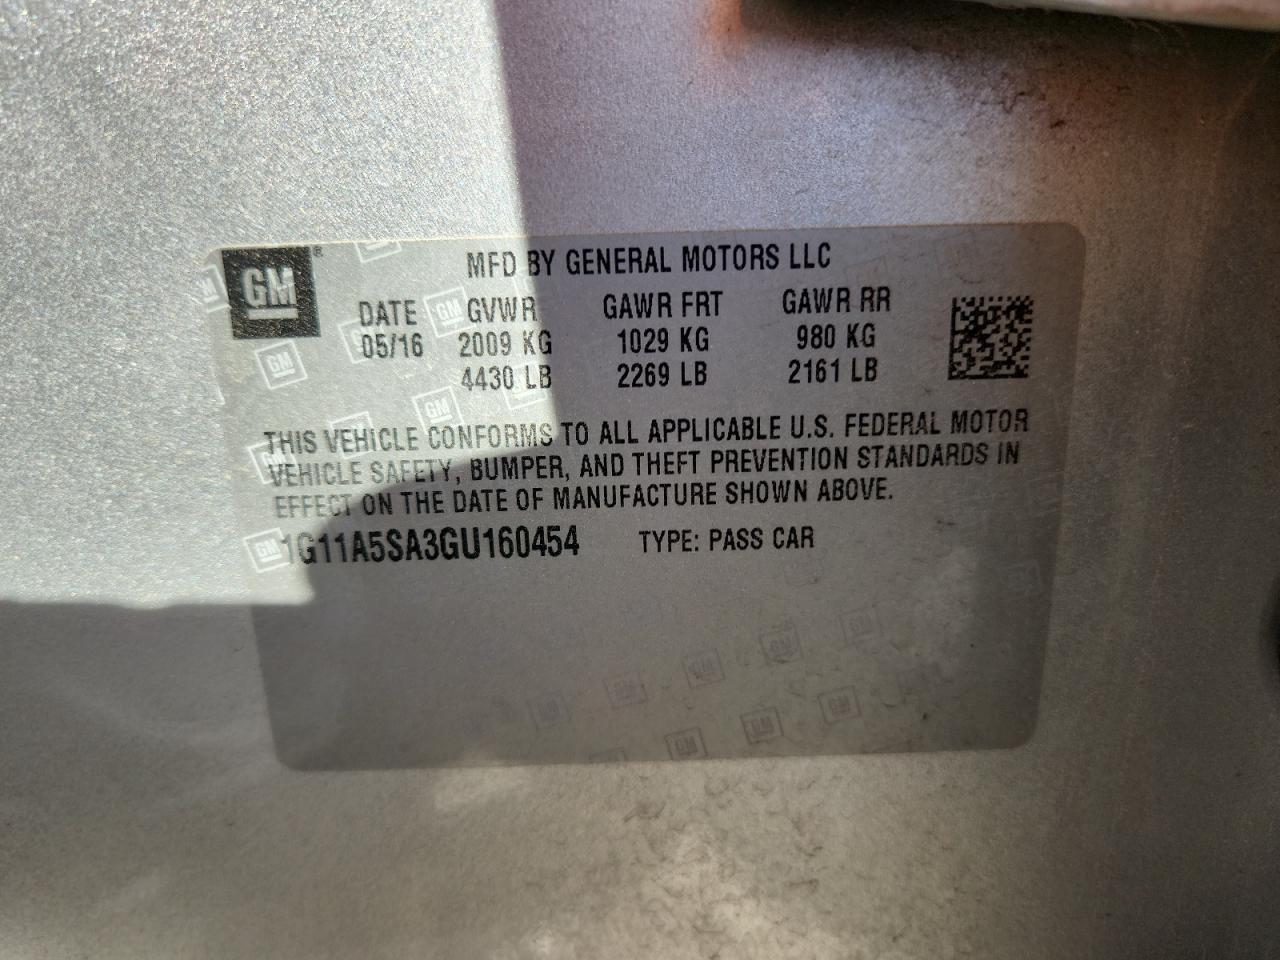 GM
MFD BY GENERAL MOTORS LLC
DATE GVWR GAWR FRT GAWR RR
05/16 2009 KG 1029 KG 980 KG
4430 LB 2269 LB 2161 LB
THIS VEHICLE CONFORMS TO ALL APPLICABLE U.S. FEDERAL MOTOR
VEHICLE SAFETY, BUMPER, AND THEFT PREVENTION STANDARDS IN
EFFECT ON THE DATE OF MANUFACTURE SHOWN ABOVE.
1G11A5SA3GU160454 TYPE: PASS CAR